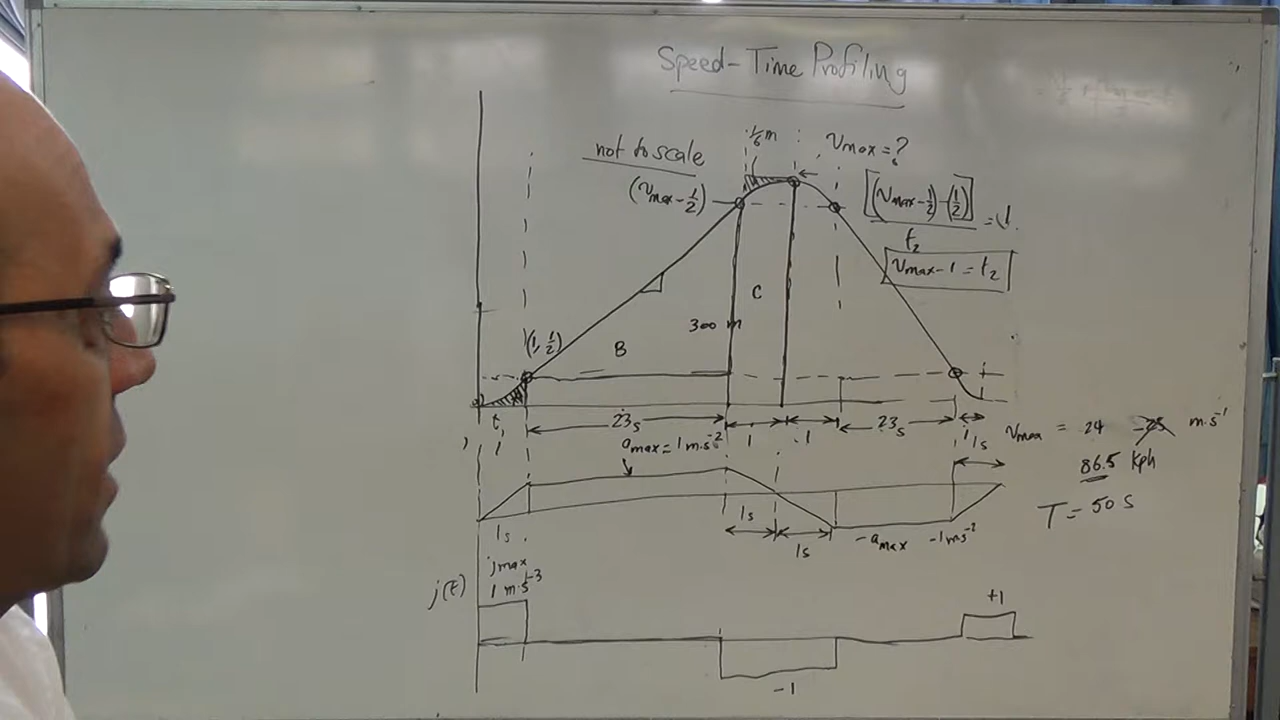 Speed-Time Profiling
not to scale
1/6 m
Vmax = ?
(Vmax - 1/2)
[(Vmax - 1/2) - (1/2)]
t2
Vmax - 1 = t2
C
300 m
(1, 1/2)
B
t1
23s
1
1
23s
1s
amax = 1 m.s-2
Vmax = 24 m.s-1
86.5 Kph
T = 50 s
1s
1s
1s
-amax -1 m.s-2
jmax
1 m.s-3
j(t)
+1
-1